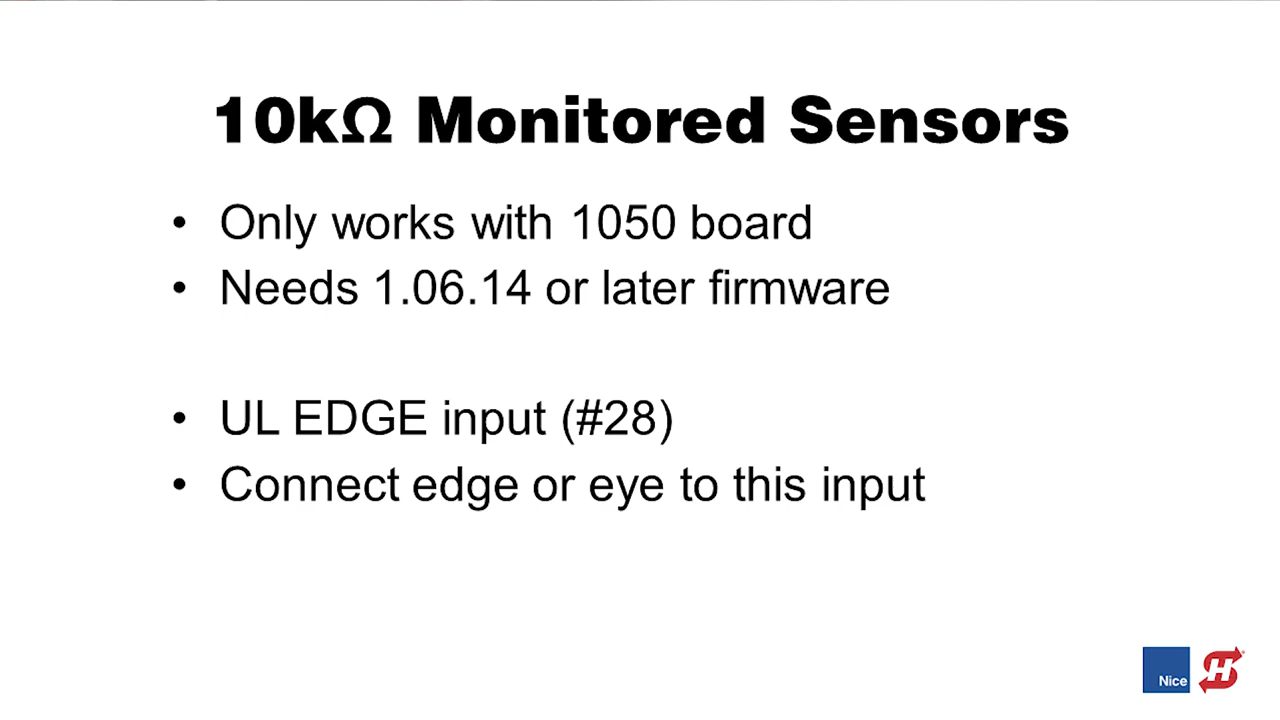 10kΩ Monitored Sensors
• Only works with 1050 board
• Needs 1.06.14 or later firmware
• UL EDGE input (#28)
• Connect edge or eye to this input
Nice H